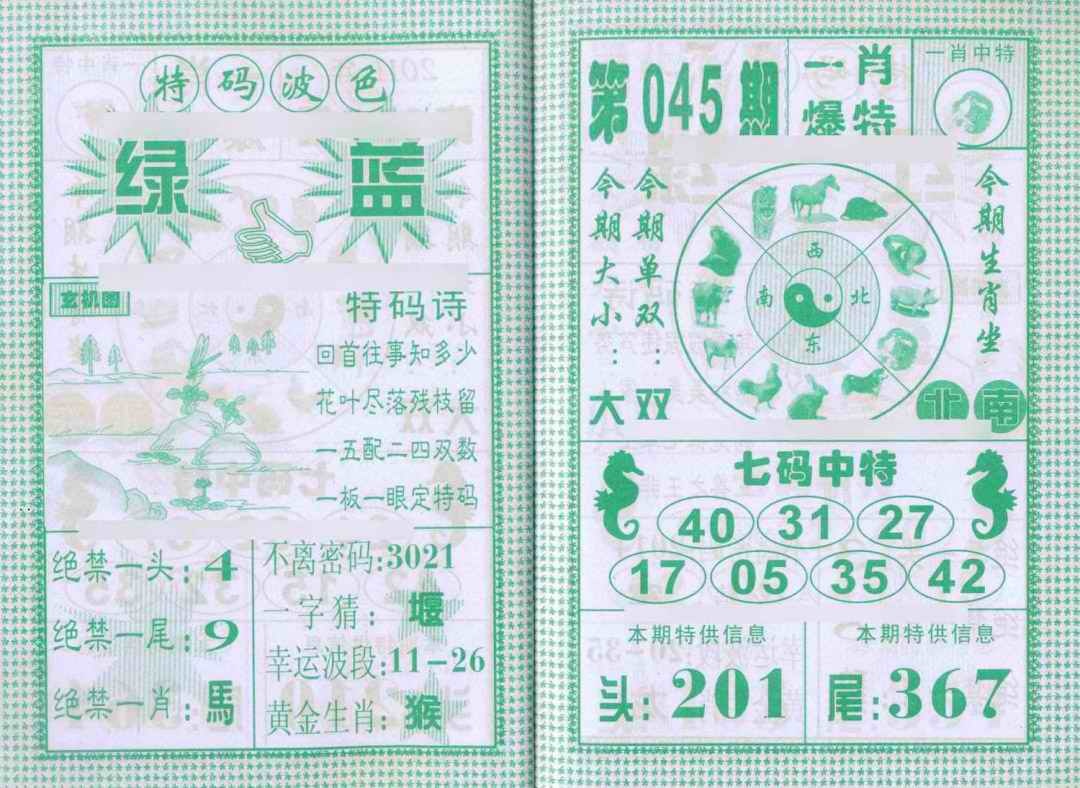 特码波色
绿 蓝
玄机图
特码诗
回首往事知多少
花叶尽落残枝留
一五配二四双数
一板一眼定特码
绝禁一头：4
绝禁一尾：9
绝禁一肖：馬
不离密码：3021
一字猜：堰
幸运波段：11-26
黄金生肖：猴
第045期
一肖
爆特
一肖中特
今期大小：大
今期单双：双
西
南 北
东
今期生肖坐
北 南
七码中特
40 31 27
17 05 35 42
本期特供信息
头：201
本期特供信息
尾：367